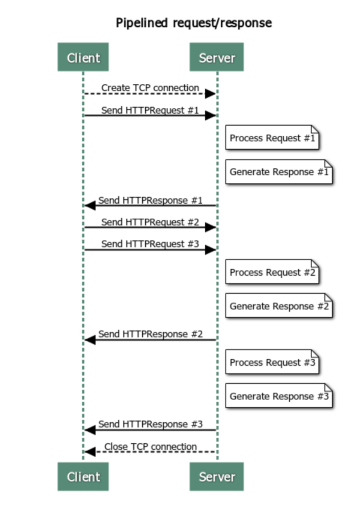 Pipelined request/response
Client Server
Create TCP connection
Send HTTPRequest #1
Process Request #1
Generate Response #1
Send HTTPResponse #1
Send HTTPRequest #2
Send HTTPRequest #3
Process Request #2
Generate Response #2
Send HTTPResponse #2
Process Request #3
Generate Response #3
Send HTTPResponse #3
Close TCP connection
Client Server